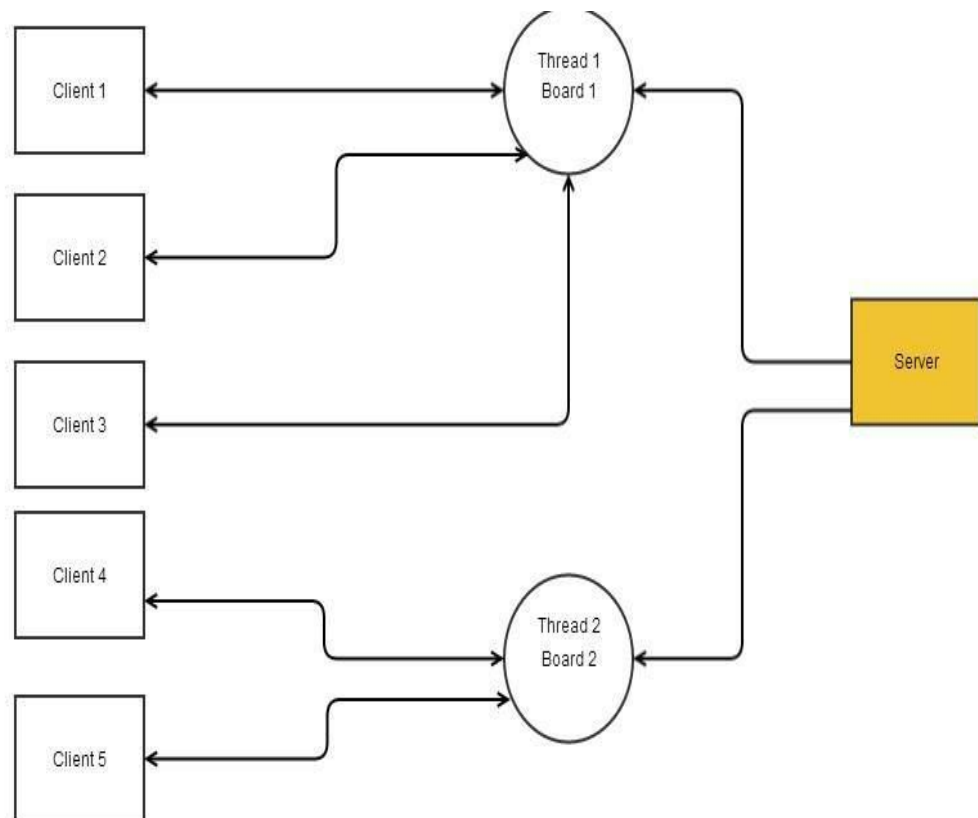 Client 1
Thread 1
Board 1
Client 2
Server
Client 3
Client 4
Thread 2
Board 2
Client 5